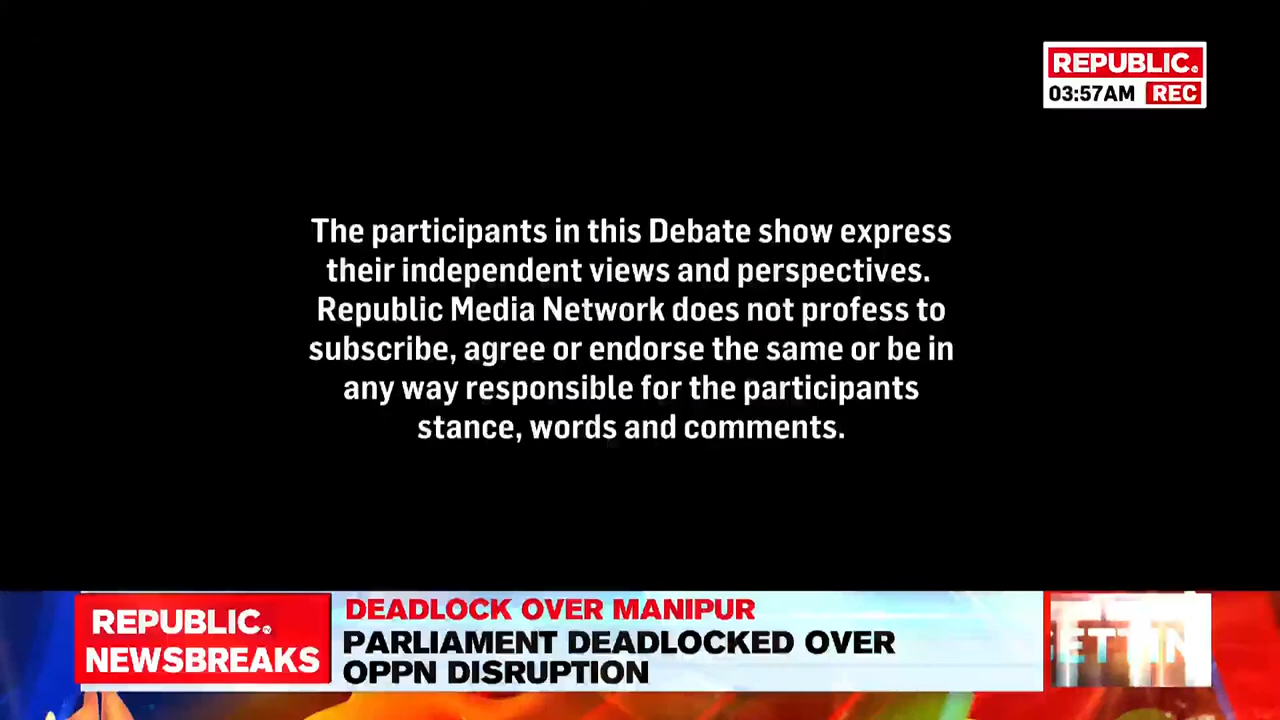 REPUBLIC.
03:57AM REC
The participants in this Debate show express
their independent views and perspectives.
Republic Media Network does not profess to
subscribe, agree or endorse the same or be in
any way responsible for the participants
stance, words and comments.
REPUBLIC.
NEWSBREAKS
DEADLOCK OVER MANIPUR
PARLIAMENT DEADLOCKED OVER
OPPN DISRUPTION